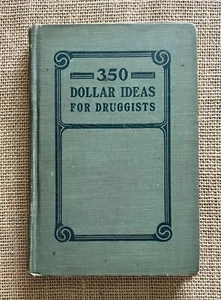 350
DOLLAR IDEAS
FOR DRUGGISTS